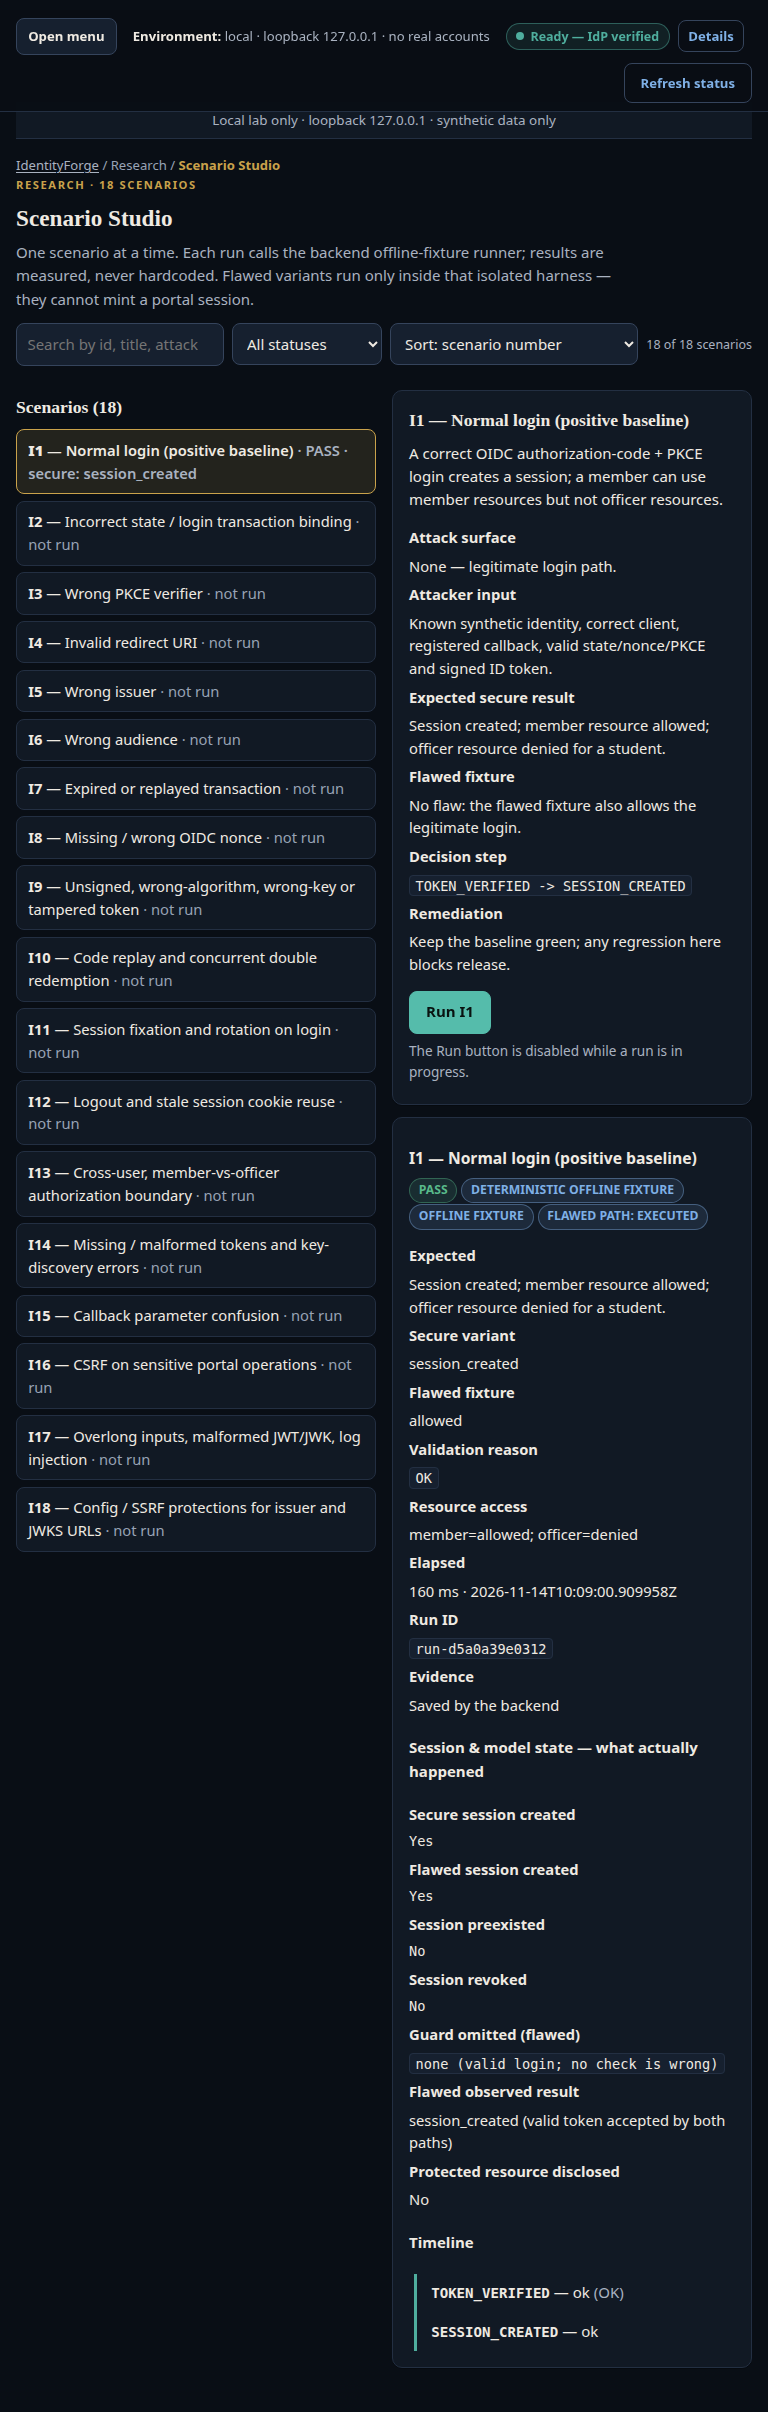 Open menu
Environment: local · loopback 127.0.0.1 · no real accounts
Ready — IdP verified
Details
Refresh status
Local lab only · loopback 127.0.0.1 · synthetic data only
IdentityForge / Research / Scenario Studio
RESEARCH · 18 SCENARIOS
Scenario Studio
One scenario at a time. Each run calls the backend offline-fixture runner; results are
measured, never hardcoded. Flawed variants run only inside that isolated harness —
they cannot mint a portal session.
Search by id, title, attack
All statuses
Sort: scenario number
18 of 18 scenarios
Scenarios (18)
I1 — Normal login (positive baseline) · PASS ·
secure: session_created
I2 — Incorrect state / login transaction binding ·
not run
I3 — Wrong PKCE verifier · not run
I4 — Invalid redirect URI · not run
I5 — Wrong issuer · not run
I6 — Wrong audience · not run
I7 — Expired or replayed transaction · not run
I8 — Missing / wrong OIDC nonce · not run
I9 — Unsigned, wrong-algorithm, wrong-key or
tampered token · not run
I10 — Code replay and concurrent double
redemption · not run
I11 — Session fixation and rotation on login ·
not run
I12 — Logout and stale session cookie reuse ·
not run
I13 — Cross-user, member-vs-officer
authorization boundary · not run
I14 — Missing / malformed tokens and key-
discovery errors · not run
I15 — Callback parameter confusion · not run
I16 — CSRF on sensitive portal operations · not
run
I17 — Overlong inputs, malformed JWT/JWK, log
injection · not run
I18 — Config / SSRF protections for issuer and
JWKS URLs · not run
I1 — Normal login (positive baseline)
A correct OIDC authorization-code + PKCE
login creates a session; a member can use
member resources but not officer resources.
Attack surface
None — legitimate login path.
Attacker input
Known synthetic identity, correct client,
registered callback, valid state/nonce/PKCE
and signed ID token.
Expected secure result
Session created; member resource allowed;
officer resource denied for a student.
Flawed fixture
No flaw: the flawed fixture also allows the
legitimate login.
Decision step
TOKEN_VERIFIED -> SESSION_CREATED
Remediation
Keep the baseline green; any regression here
blocks release.
Run I1
The Run button is disabled while a run is in
progress.
I1 — Normal login (positive baseline)
PASS
DETERMINISTIC OFFLINE FIXTURE
OFFLINE FIXTURE
FLAWED PATH: EXECUTED
Expected
Session created; member resource allowed;
officer resource denied for a student.
Secure variant
session_created
Flawed fixture
allowed
Validation reason
OK
Resource access
member=allowed; officer=denied
Elapsed
160 ms · 2026-11-14T10:09:00.909958Z
Run ID
run-d5a0a39e0312
Evidence
Saved by the backend
Session & model state — what actually
happened
Secure session created
Yes
Flawed session created
Yes
Session preexisted
No
Session revoked
No
Guard omitted (flawed)
none (valid login; no check is wrong)
Flawed observed result
session_created (valid token accepted by both
paths)
Protected resource disclosed
No
Timeline
TOKEN_VERIFIED — ok (OK)
SESSION_CREATED — ok